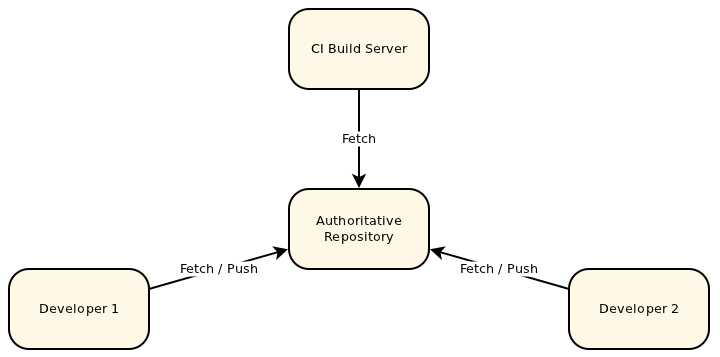 CI Build Server
Fetch
Authoritative
Repository
Fetch / Push
Fetch / Push
Developer 1
Developer 2